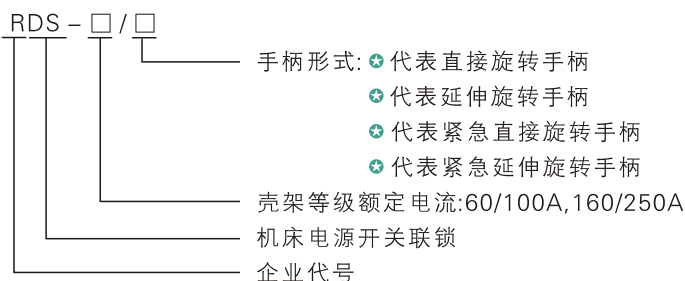 RDS-□/□
手柄形式:✪代表直接旋转手柄
✪代表延伸旋转手柄
✪代表紧急直接旋转手柄
✪代表紧急延伸旋转手柄
壳架等级额定电流:60/100A,160/250A
机床电源开关联锁
企业代号